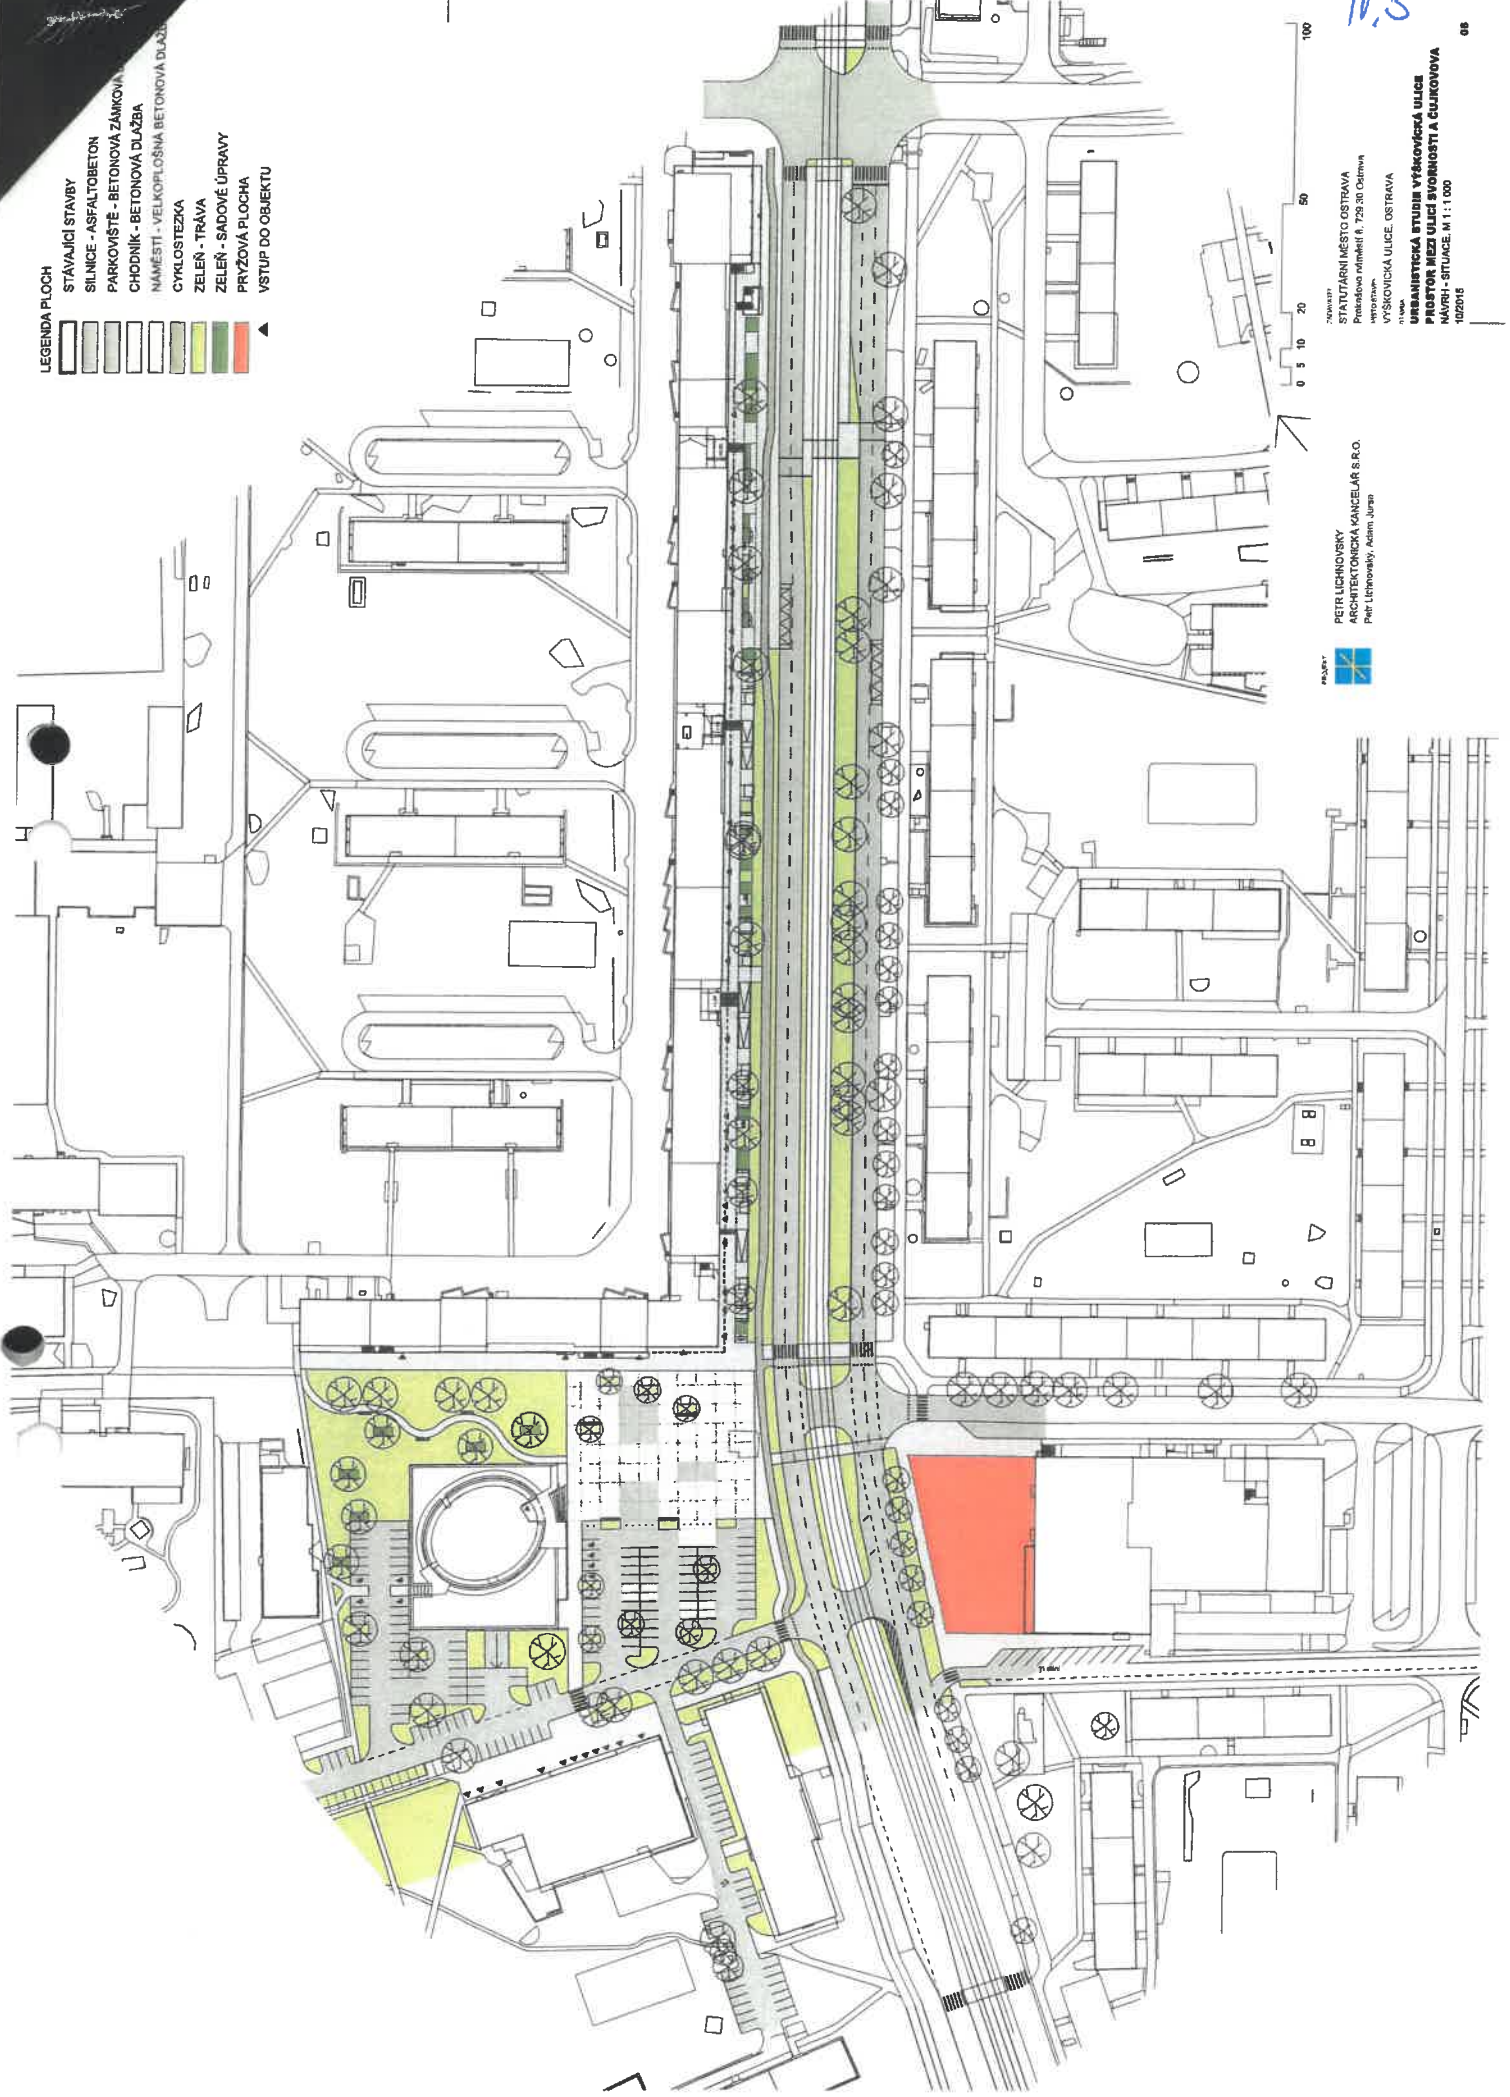 LEGENDA PLOCH
STÁVAJÍCÍ STAVBY
SILNICE - ASFALTOBETON
PARKOVIŠTĚ - BETONOVÁ ZÁMKOVÁ
CHODNÍK - BETONOVÁ DLAŽBA
NÁMĚSTÍ - VELKOPLOŠNÁ BETONOVÁ
CYKLOSTEZKA
ZELEŇ - TRÁVA
ZELEŇ - SADOVÉ ÚPRAVY
PRYŽOVÁ PLOCHA
VSTUP DO OBJEKTU
PROJEKT
PETR LICHNOVSKÝ
ARCHITEKTONICKÁ KANCELÁŘ S.R.O.
Petr Lichnovský, Adam Juran
0 5 10 20 50 100
STATUTÁRNÍ MĚSTO OSTRAVA
Prokešovo náměstí 8, 729 30 Ostrava
VÝŠKOVICKÁ ULICE, OSTRAVA
URBANISTICKÁ STUDIE VÝŠKOVICKÁ ULICE
PROSTOR MEZI ULICÍ SVORNOSTI A ČUJKOVOVA
NÁVRH - SITUACE, M 1 : 1 000
10/2015